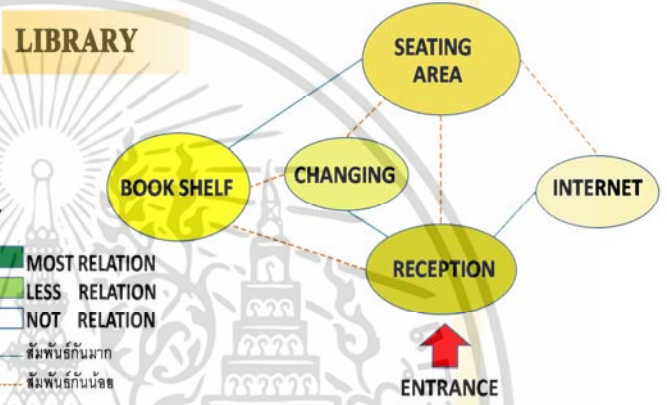 LIBRARY
SEATING
AREA
BOOK SHELF
CHANGING
INTERNET
RECEPTION
MOST RELATION
LESS RELATION
NOT RELATION
สัมพันธ์กันมาก
สัมพันธ์กันน้อย
ENTRANCE